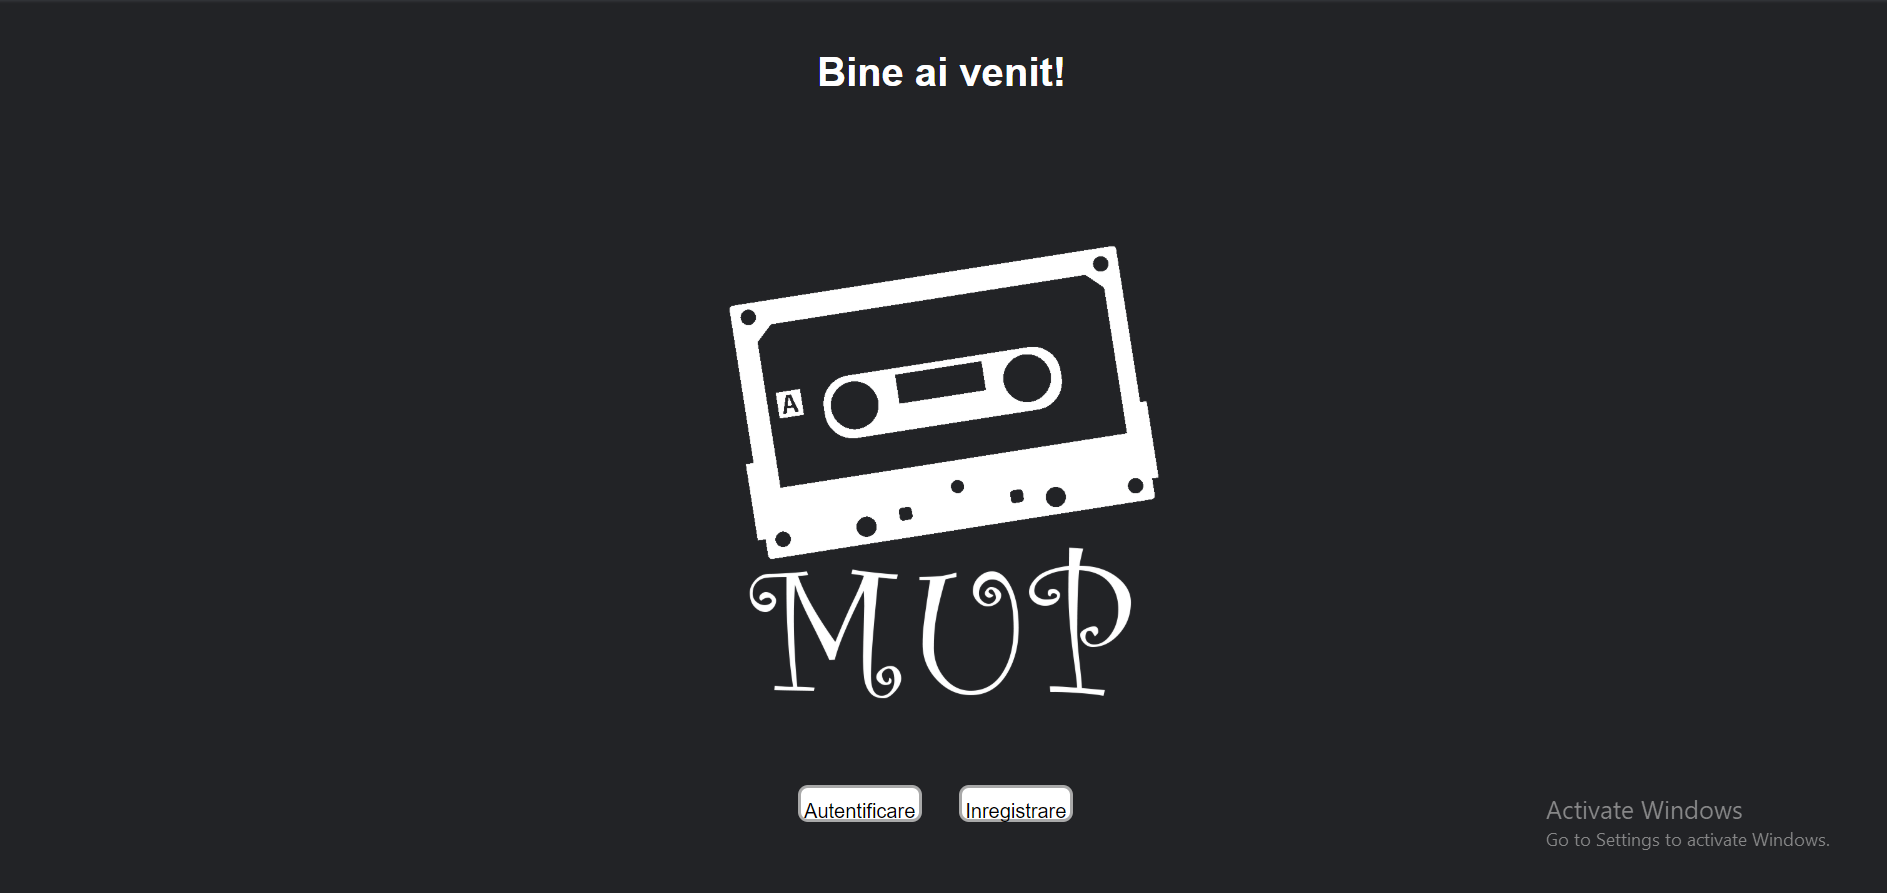 Bine ai venit!
A
MUP
Autentificare
Inregistrare
Activate Windows
Go to Settings to activate Windows.